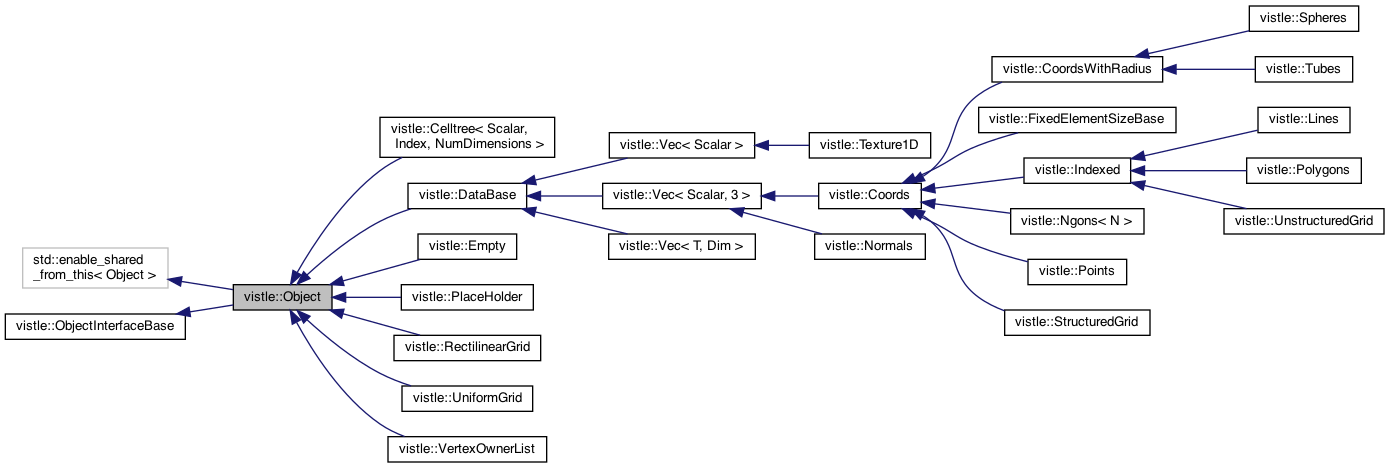 vistle::Spheres
vistle::CoordsWithRadius
vistle::Tubes
vistle::Celltree< Scalar,
Index, NumDimensions >
vistle::FixedElementSizeBase
vistle::Lines
vistle::Vec< Scalar >
vistle::Texture1D
vistle::Indexed
vistle::Polygons
vistle::DataBase
vistle::Vec< Scalar, 3 >
vistle::Coords
vistle::Ngons< N >
vistle::UnstructuredGrid
vistle::Empty
vistle::Vec< T, Dim >
vistle::Normals
std::enable_shared
_from_this< Object >
vistle::Points
vistle::Object
vistle::PlaceHolder
vistle::ObjectInterfaceBase
vistle::StructuredGrid
vistle::RectilinearGrid
vistle::UniformGrid
vistle::VertexOwnerList